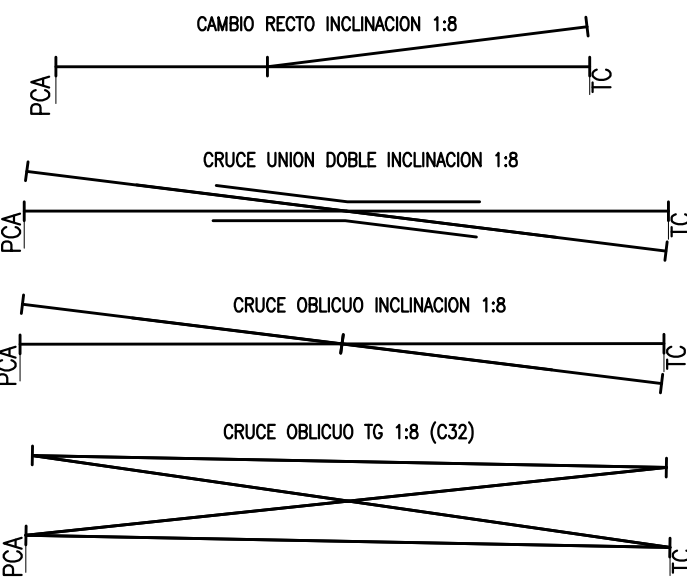 CAMBIO RECTO INCLINACION 1:8
PCA
TC
CRUCE UNION DOBLE INCLINACION 1:8
PCA
TC
CRUCE OBLICUO INCLINACION 1:8
PCA
TC
CRUCE OBLICUO TG 1:8 (C32)
PCA
TC